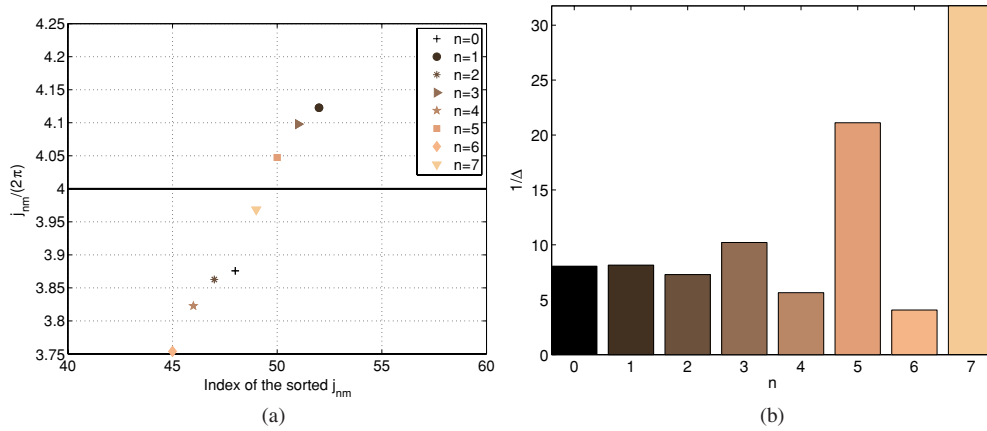 4.25
4.2
4.15
4.1
4.05
4
3.95
3.9
3.85
3.8
3.75
j_nm/(2π)
n=0
n=1
n=2
n=3
n=4
n=5
n=6
n=7
40 45 50 55 60
Index of the sorted j_nm
(a)
30
25
20
15
10
5
0
1/Δ
0 1 2 3 4 5 6 7
n
(b)